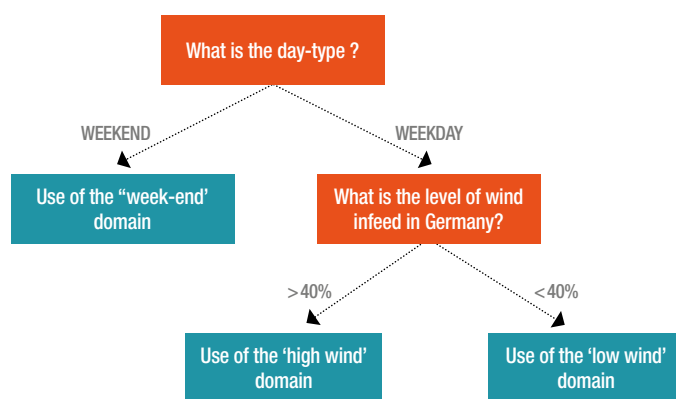 What is the day-type ?
WEEKEND
WEEKDAY
Use of the “week-end’
domain
What is the level of wind
infeed in Germany?
>40%
<40%
Use of the ‘high wind’
domain
Use of the ‘low wind’
domain